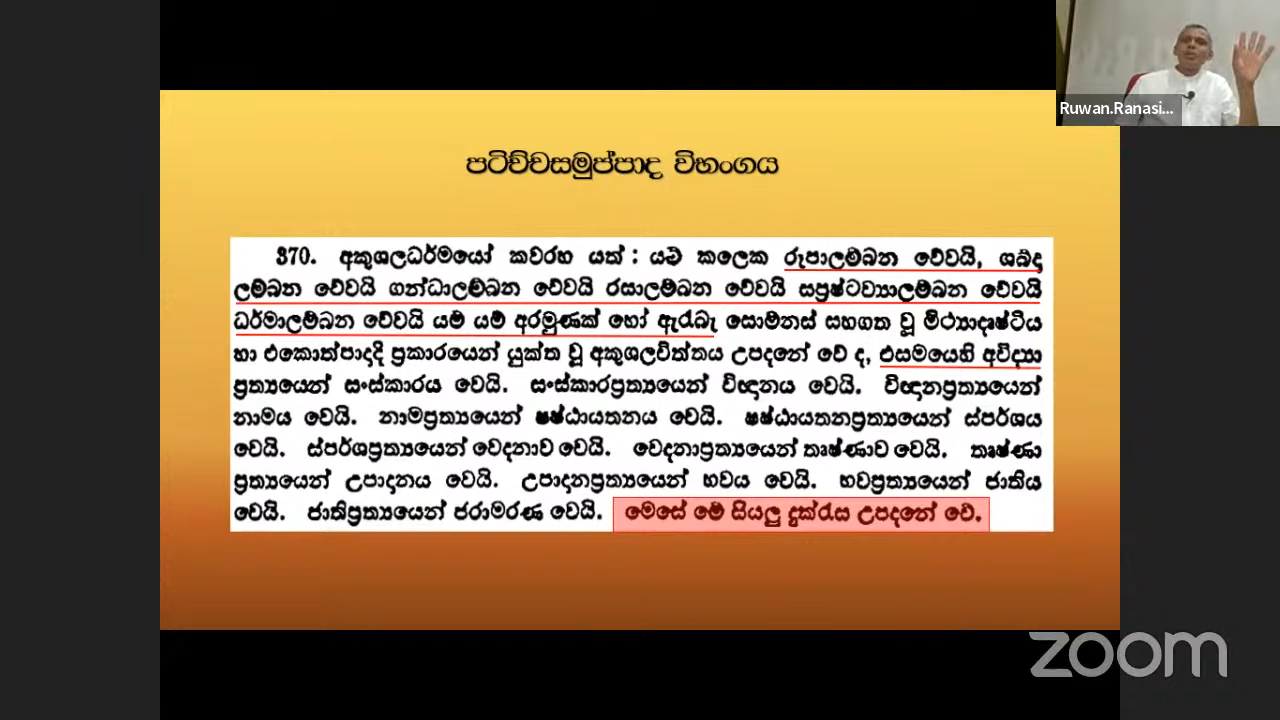 Ruwan.Ranasi...
පටිච්චසමුප්පාද විභංගය
370. අකුශලධර්මයෝ කවරහ යත් : යම් කලෙක රූපාලම්බන වේවයි, ශබ්ද
ලම්බන වේවයි ගන්ධාලම්බන වේවයි රසාලම්බන වේවයි සප්‍රෂ්ටව්‍යාලම්බන වේවයි
ධර්මාලම්බන වේවයි යම් යම් අරමුණක් හෝ ඇරැබැ සොම්නස් සහගත වූ මිථ්‍යාදෘෂ්ටිය
හා එකොත්පාදාදි ප්‍රකාරයෙන් යුක්ත වූ අකුශලචිත්තය උපදනේ වේ ද, එසමයෙහි අවිද්‍යා
ප්‍රත්‍යයෙන් සංස්කාරය වෙයි. සංස්කාරප්‍රත්‍යයෙන් විඥානය වෙයි. විඥානප්‍රත්‍යයෙන්
නාමය වෙයි. නාමප්‍රත්‍යයෙන් ෂෂ්ඨායතනය වෙයි. ෂෂ්ඨායතනප්‍රත්‍යයෙන් ස්පර්ශය
වෙයි. ස්පර්ශප්‍රත්‍යයෙන් වෙදනාව වෙයි. වෙදනාප්‍රත්‍යයෙන් තෘෂ්ණාව වෙයි. තෘෂ්ණා
ප්‍රත්‍යයෙන් උපාදානය වෙයි. උපාදානප්‍රත්‍යයෙන් භවය වෙයි. භවප්‍රත්‍යයෙන් ජාතිය
වෙයි. ජාතිප්‍රත්‍යයෙන් ජරාමරණ වෙයි. මෙසේ මේ සියලු දුක්රැස උපදනේ වේ.
zoom